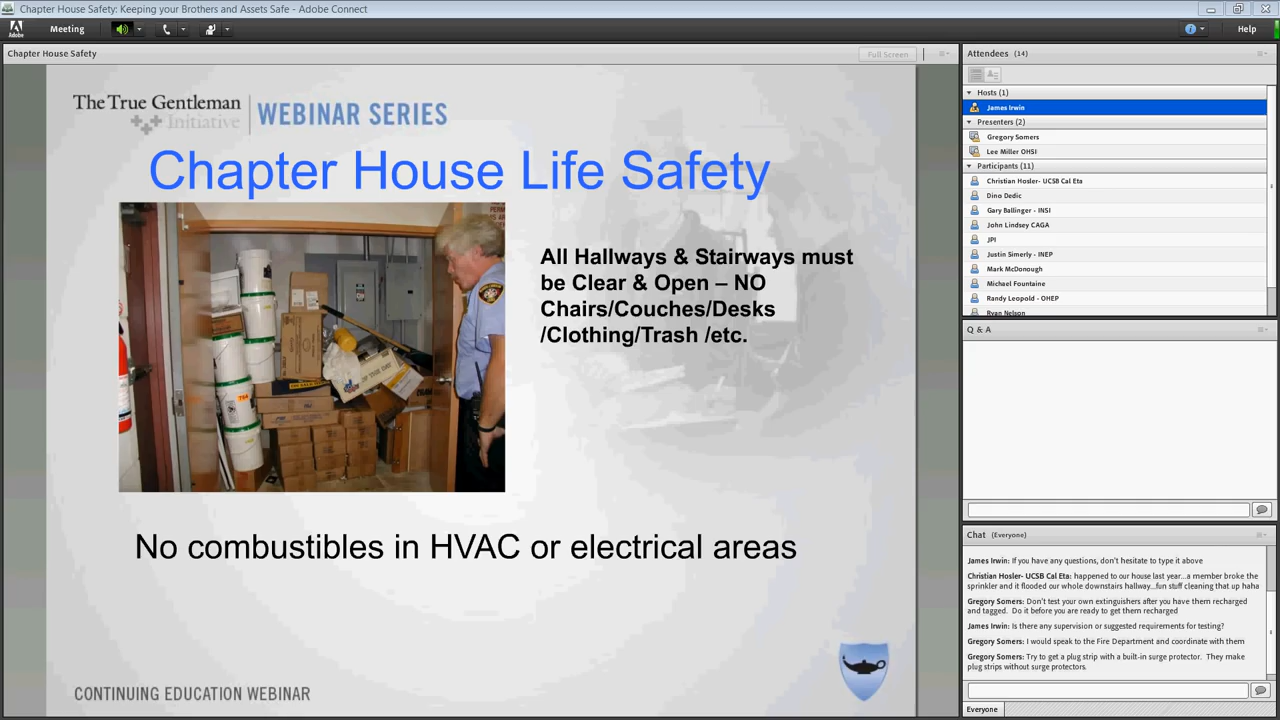 Chapter House Safety: Keeping your Brothers and Assets Safe - Adobe Connect
Adobe
Meeting
Help
Chapter House Safety
Full Screen
The True Gentleman
Initiative
WEBINAR SERIES
Chapter House Life Safety
All Hallways & Stairways must
be Clear & Open – NO
Chairs/Couches/Desks
/Clothing/Trash /etc.
No combustibles in HVAC or electrical areas
CONTINUING EDUCATION WEBINAR
Attendees (14)
Hosts (1)
James Irwin
Presenters (2)
Gregory Somers
Lee Miller OHSI
Participants (11)
Christian Hosler- UCSB Cal Eta
Dino Dedic
Gary Ballinger - INSI
John Lindsey CAGA
JPI
Justin Simerly - INEP
Mark McDonough
Michael Fountaine
Randy Leopold - OHEP
Ryan Nelson
Q & A
Chat (Everyone)
James Irwin: If you have any questions, don't hesitate to type it above
Christian Hosler- UCSB Cal Eta: happened to our house last year...a member broke the
sprinkler and it flooded our whole downstairs hallway...fun stuff cleaning that up haha
Gregory Somers: Don't test your own extinguishers after you have them recharged
and tagged. Do it before you are ready to get them recharged
James Irwin: Is there any supervision or suggested requirements for testing?
Gregory Somers: I would speak to the Fire Department and coordinate with them
Gregory Somers: Try to get a plug strip with a built-in surge protector. They make
plug strips without surge protectors.
Everyone